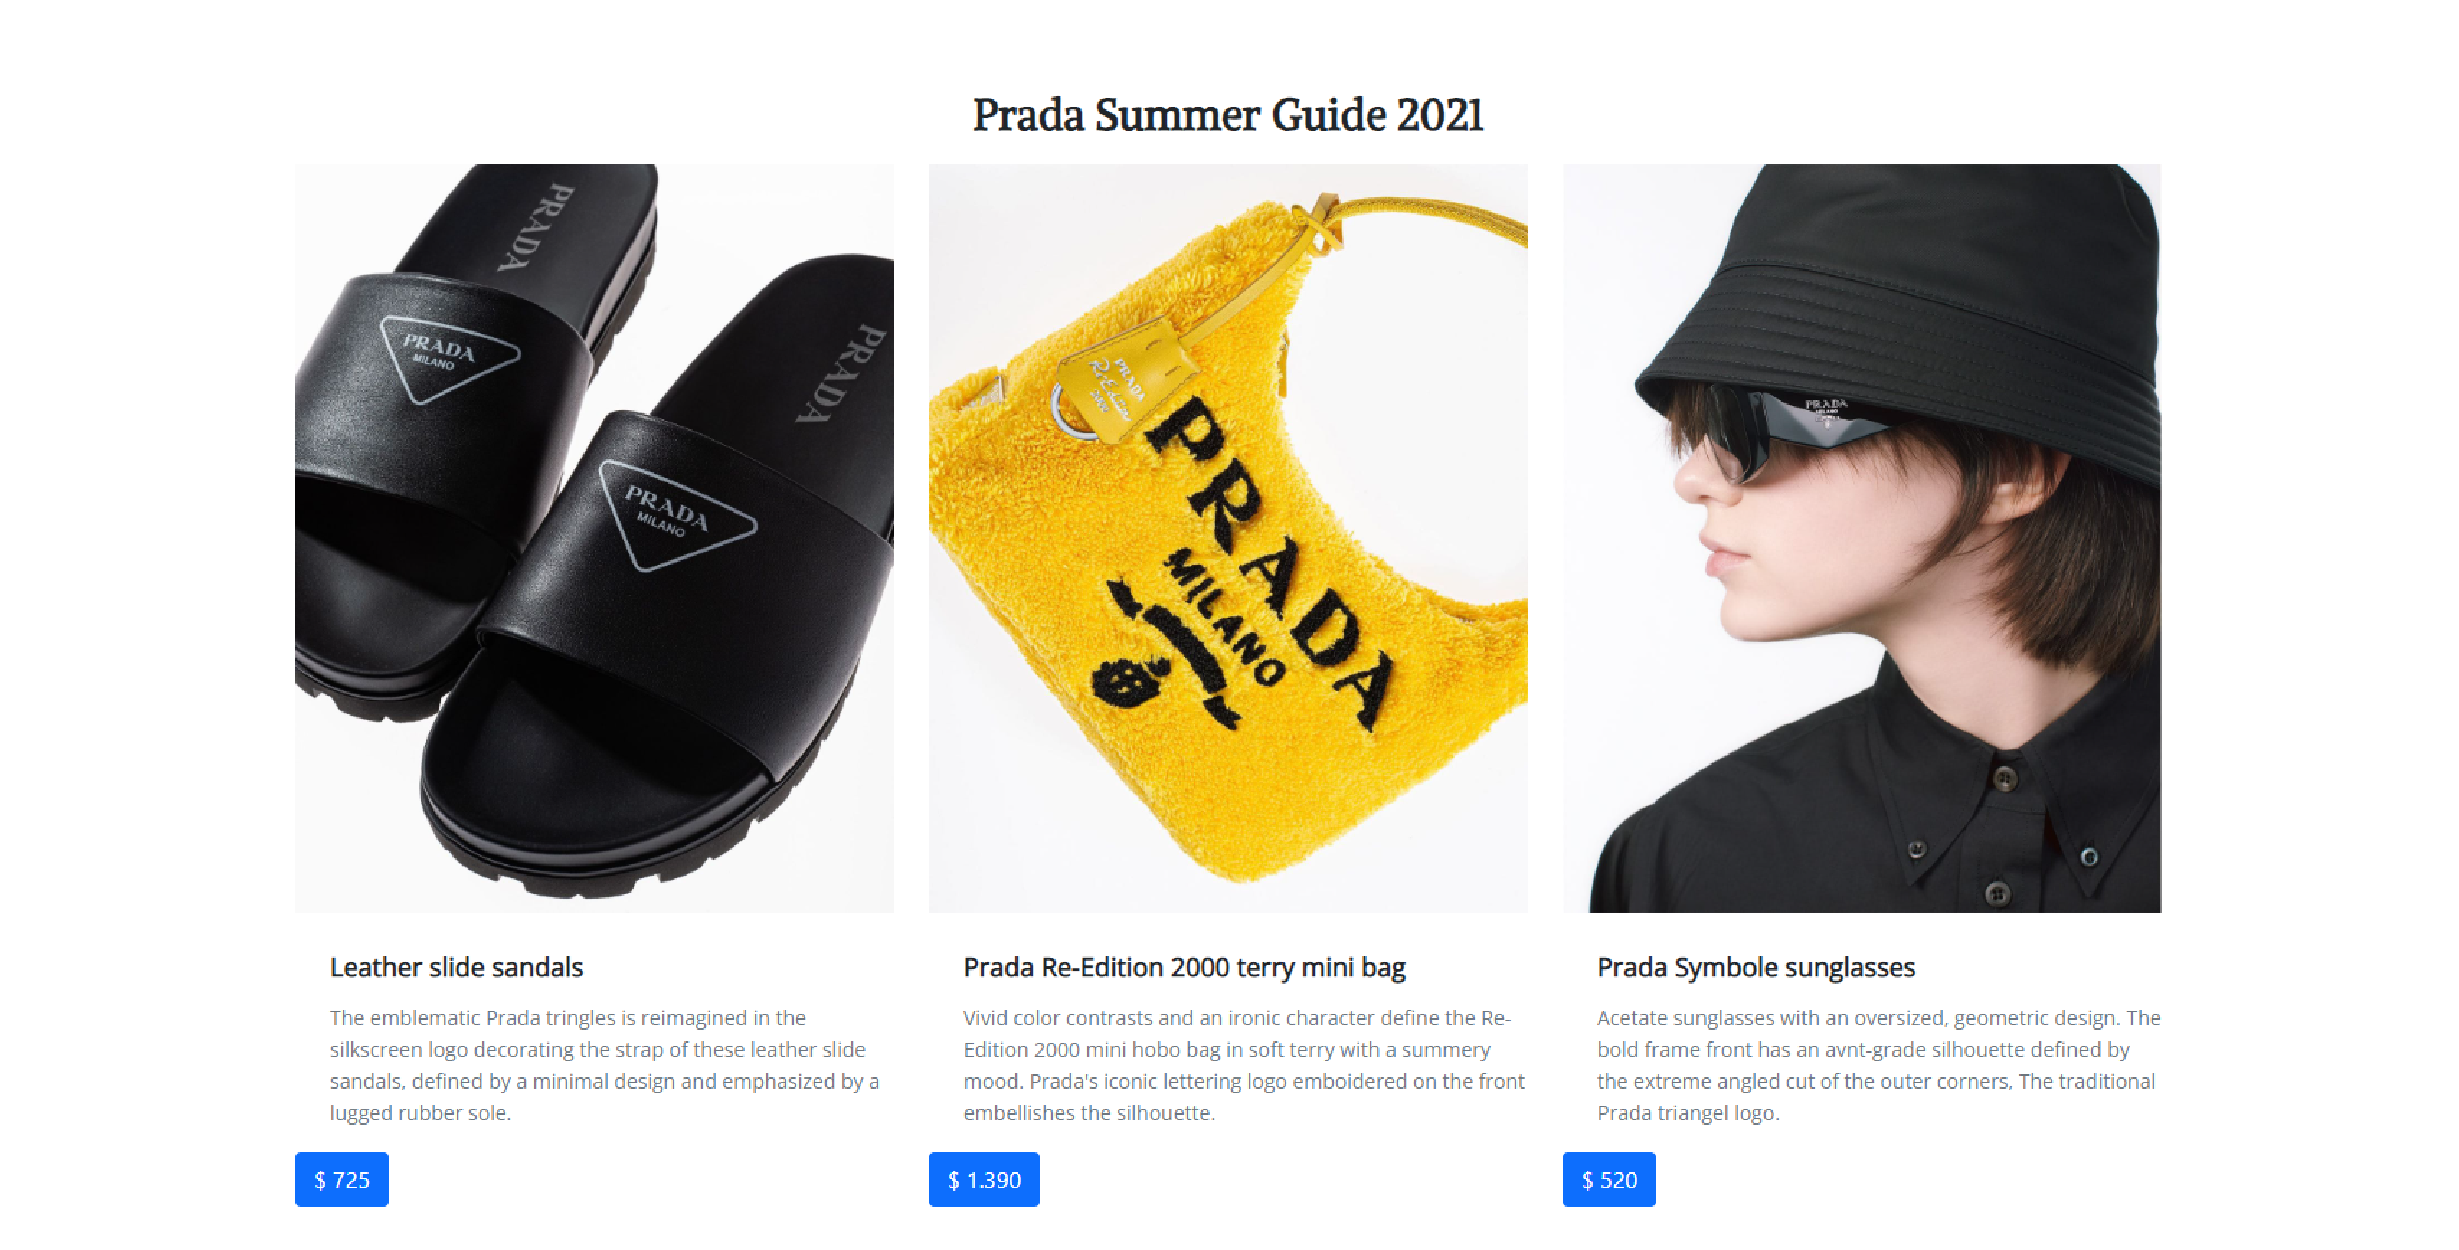 Prada Summer Guide 2021
PRADA
PRADA
MILANO
PRADA
PRADA
MILANO
PRADA
PRADA
MILANO
PRADA
MILANO
Leather slide sandals
The emblematic Prada tringles is reimagined in the
silkscreen logo decorating the strap of these leather slide
sandals, defined by a minimal design and emphasized by a
lugged rubber sole.
$ 725
Prada Re-Edition 2000 terry mini bag
Vivid color contrasts and an ironic character define the Re-
Edition 2000 mini hobo bag in soft terry with a summery
mood. Prada's iconic lettering logo emboidered on the front
embellishes the silhouette.
$ 1.390
Prada Symbole sunglasses
Acetate sunglasses with an oversized, geometric design. The
bold frame front has an avnt-grade silhouette defined by
the extreme angled cut of the outer corners, The traditional
Prada triangel logo.
$ 520